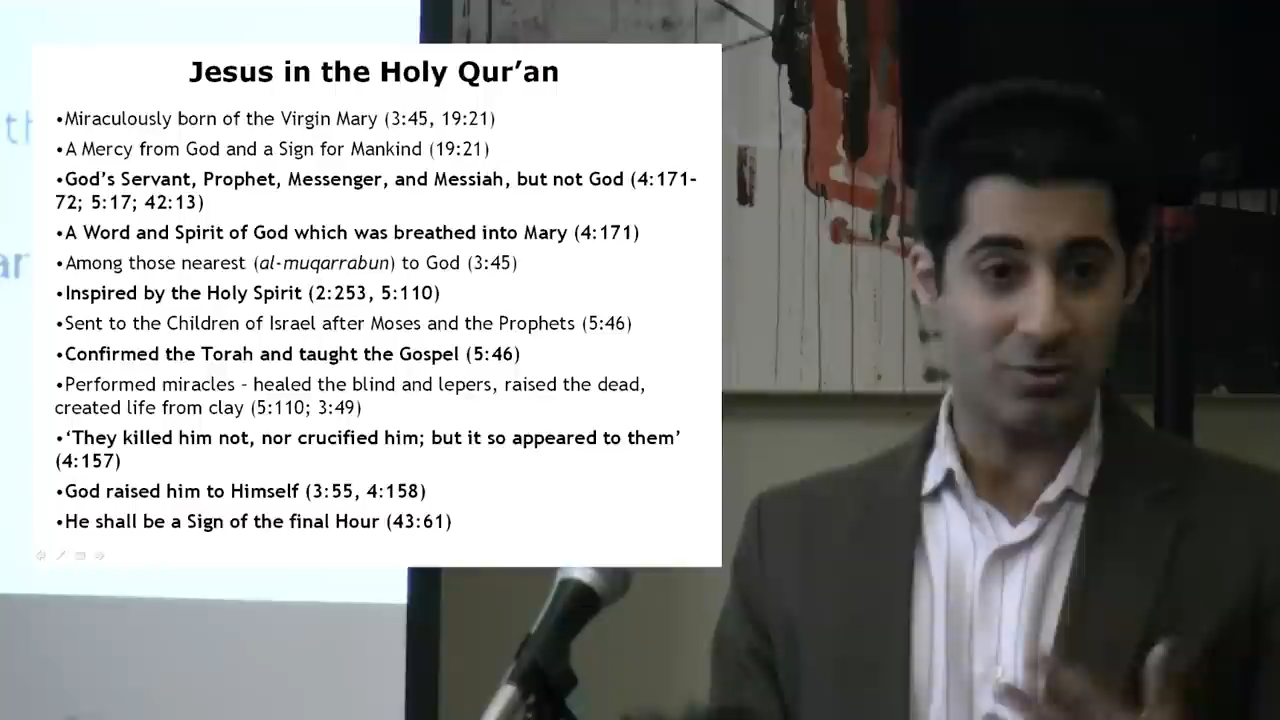 Jesus in the Holy Qur’an
•Miraculously born of the Virgin Mary (3:45, 19:21)
•A Mercy from God and a Sign for Mankind (19:21)
•God’s Servant, Prophet, Messenger, and Messiah, but not God (4:171-
72; 5:17; 42:13)
•A Word and Spirit of God which was breathed into Mary (4:171)
•Among those nearest (al-muqarrabun) to God (3:45)
•Inspired by the Holy Spirit (2:253, 5:110)
•Sent to the Children of Israel after Moses and the Prophets (5:46)
•Confirmed the Torah and taught the Gospel (5:46)
•Performed miracles - healed the blind and lepers, raised the dead,
created life from clay (5:110; 3:49)
•‘They killed him not, nor crucified him; but it so appeared to them’
(4:157)
•God raised him to Himself (3:55, 4:158)
•He shall be a Sign of the final Hour (43:61)